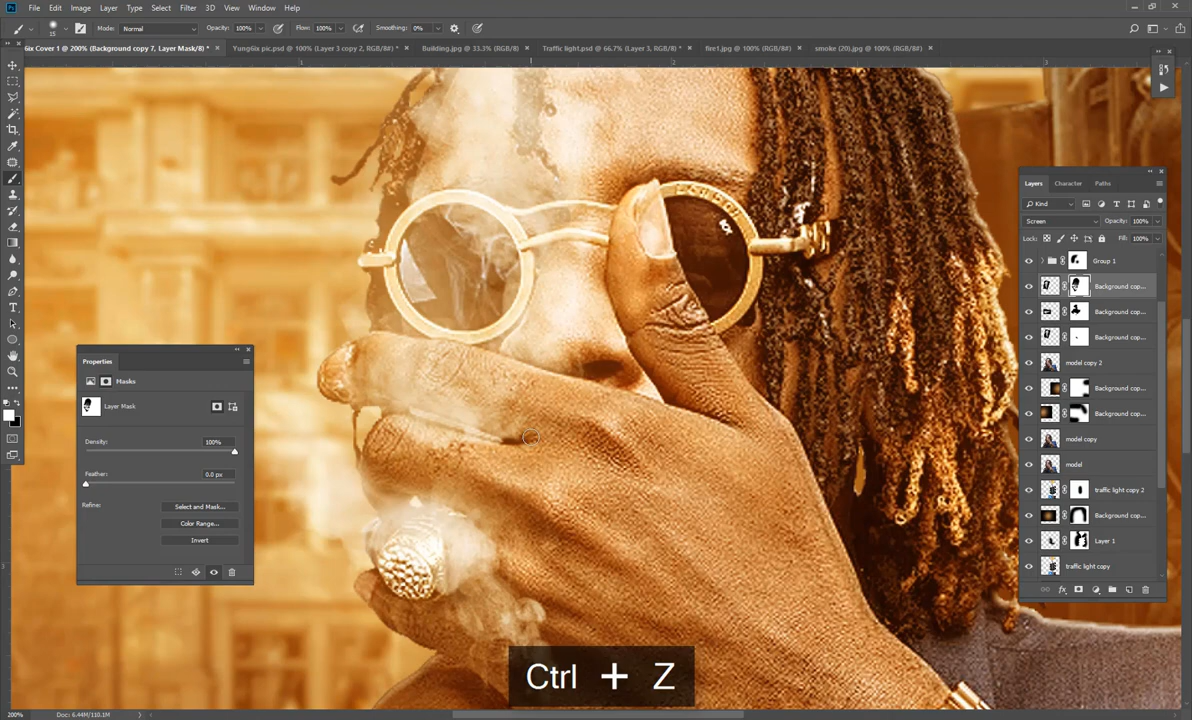 File Edit Image Layer Type Select Filter 3D View Window Help
15 Mode: Normal Opacity: 100% Flow: 100% Smoothing: 0%
6ix Cover 1 @ 200% (Background copy 7, Layer Mask/8) * Yung6ix pic.psd @ 100% (Layer 3 copy 2, RGB/8#) * Building.jpg @ 33.3% (RGB/8) Traffic light.psd @ 66.7% (Layer 3, RGB/8#) * fire1.jpg @ 100% (RGB/8#) smoke (20).jpg @ 100% (RGB/8#)
1 2 3
Layers Character Paths
Kind
Screen Opacity: 100%
Lock: Fill: 100%
Group 1
Background cop...
Background cop...
Background cop...
model copy 2
Background cop...
Background cop...
model copy
model
traffic light copy 2
Background cop...
Layer 1
traffic light copy
fx
Properties
Masks
Layer Mask
Density: 100%
Feather: 0.0 px
Refine: Select and Mask...
Color Range...
Invert
Ctrl + Z
200% Doc: 6.44M/110.1M